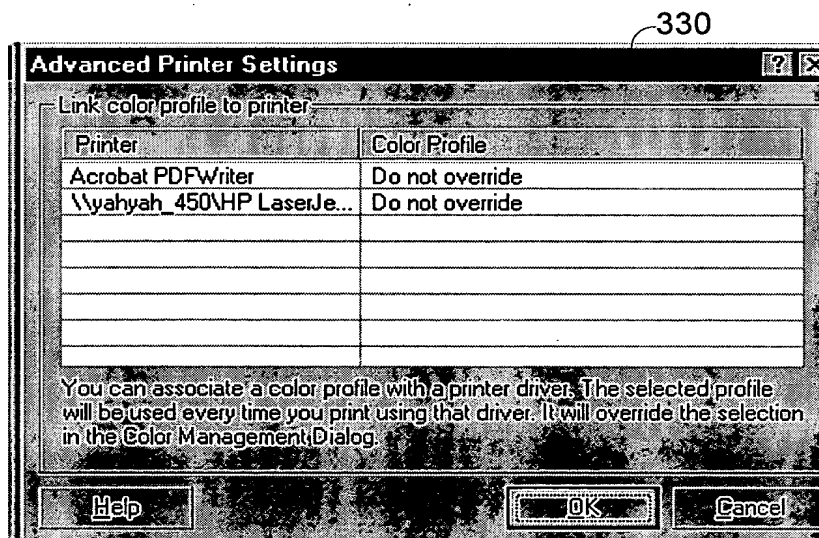 330
Advanced Printer Settings
Link color profile to printer
Printer Color Profile
Acrobat PDFWriter Do not override
\\yahyah_450\HP LaserJe... Do not override
You can associate a color profile with a printer driver. The selected profile
will be used every time you print using that driver. It will override the selection
in the Color Management Dialog.
Help OK Cancel